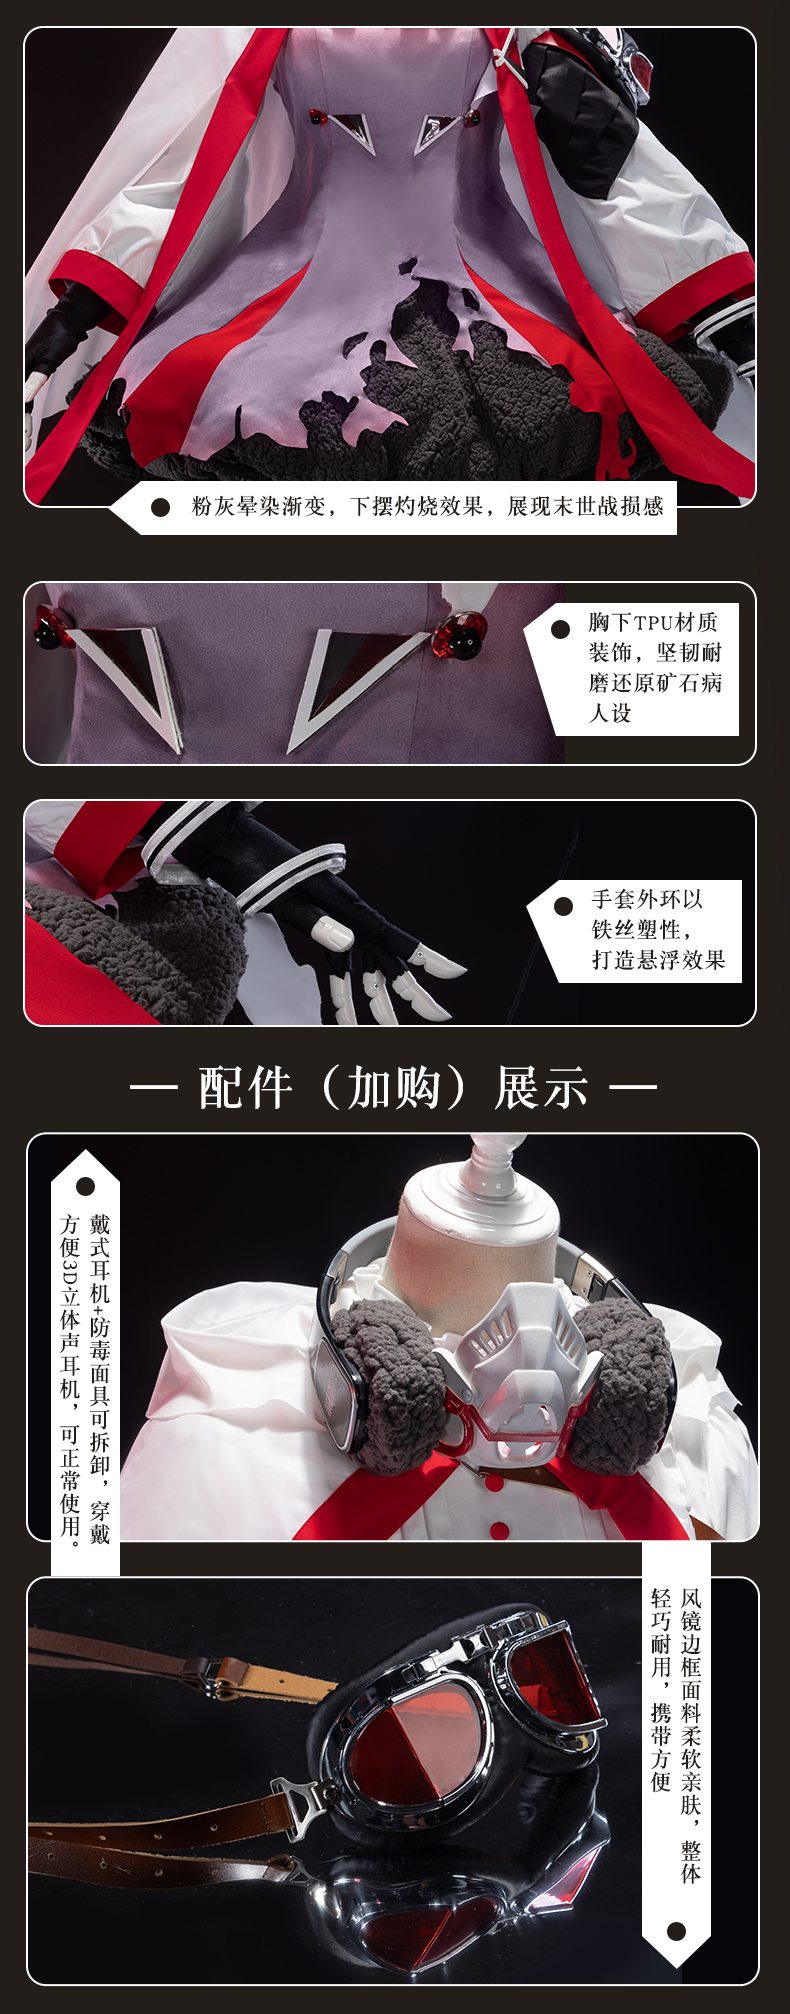 粉灰晕染渐变，下摆灼烧效果，展现末世战损感
胸下TPU材质
装饰，坚韧耐
磨还原矿石病
人设
手套外环以
铁丝塑性，
打造悬浮效果
— 配件（加购）展示 —
戴式耳机+防毒面具可拆卸，穿戴
方便3D立体声耳机，可正常使用。
风镜边框面料柔软亲肤，整体
轻巧耐用，携带方便